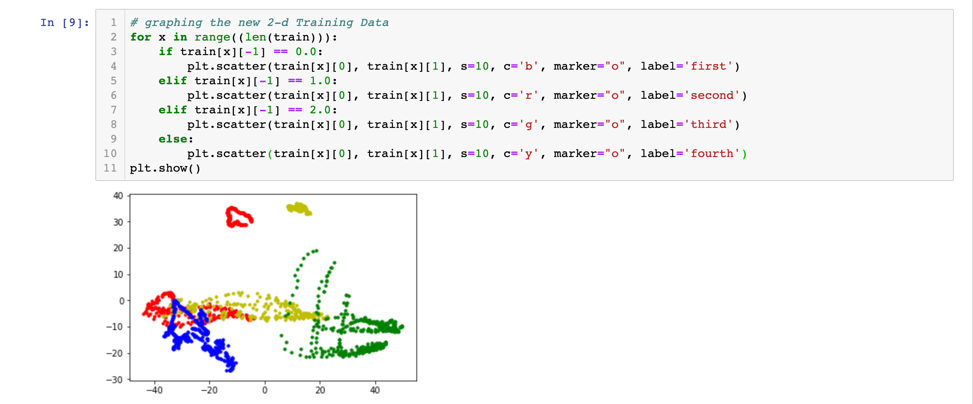 In [9]:
1 # graphing the new 2-d Training Data
2 for x in range((len(train))):
3     if train[x][-1] == 0.0:
4         plt.scatter(train[x][0], train[x][1], s=10, c='b', marker="o", label='first')
5     elif train[x][-1] == 1.0:
6         plt.scatter(train[x][0], train[x][1], s=10, c='r', marker="o", label='second')
7     elif train[x][-1] == 2.0:
8         plt.scatter(train[x][0], train[x][1], s=10, c='g', marker="o", label='third')
9     else:
10         plt.scatter(train[x][0], train[x][1], s=10, c='y', marker="o", label='fourth')
11 plt.show()
40
30
20
10
0
−10
−20
−30
−40 −20 0 20 40